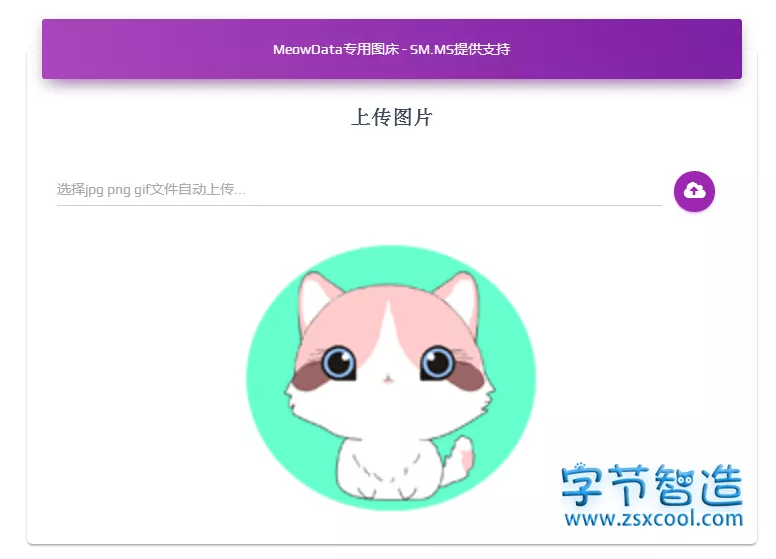 MeowData专用图床 - SM.MS提供支持
上传图片
选择jpg png gif文件自动上传...
字节智造
www.zsxcool.com